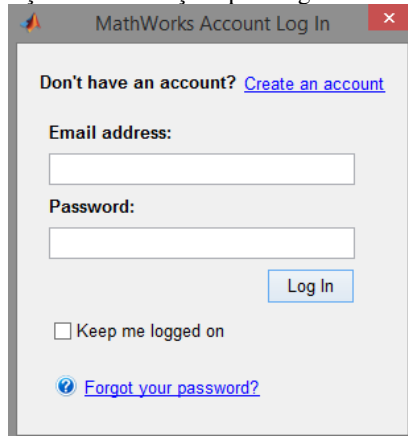 MathWorks Account Log In
Don't have an account? Create an account
Email address:
Password:
Log In
Keep me logged on
Forgot your password?